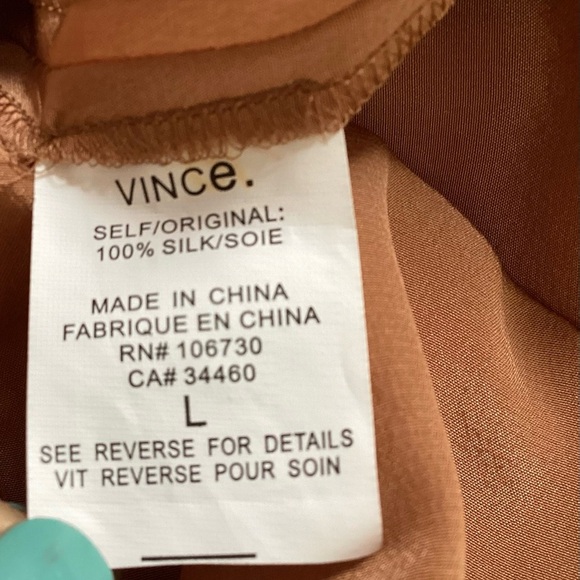 VINCe.
SELF/ORIGINAL:
100% SILK/SOIE
MADE IN CHINA
FABRIQUE EN CHINA
RN# 106730
CA# 34460
L
SEE REVERSE FOR DETAILS
VIT REVERSE POUR SOIN